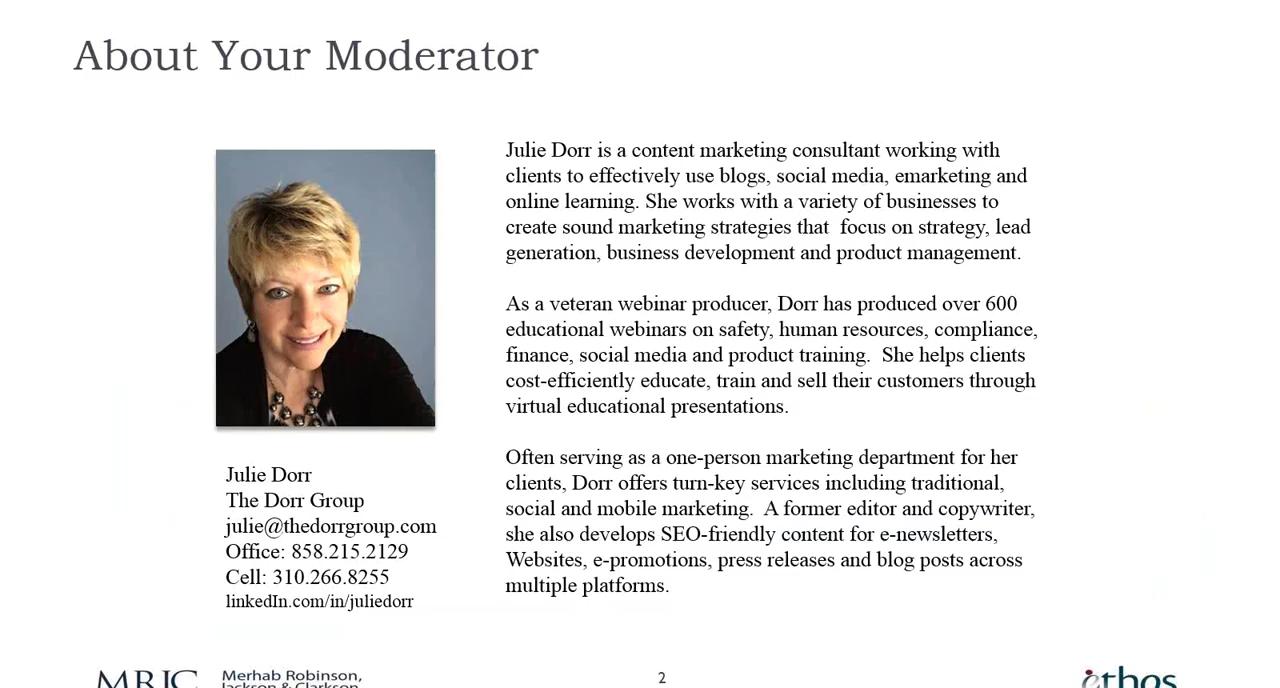 About Your Moderator
Julie Dorr is a content marketing consultant working with
clients to effectively use blogs, social media, emarketing and
online learning. She works with a variety of businesses to
create sound marketing strategies that  focus on strategy, lead
generation, business development and product management.
As a veteran webinar producer, Dorr has produced over 600
educational webinars on safety, human resources, compliance,
finance, social media and product training.  She helps clients
cost-efficiently educate, train and sell their customers through
virtual educational presentations.
Often serving as a one-person marketing department for her
clients, Dorr offers turn-key services including traditional,
social and mobile marketing.  A former editor and copywriter,
she also develops SEO-friendly content for e-newsletters,
Websites, e-promotions, press releases and blog posts across
multiple platforms.
Julie Dorr
The Dorr Group
julie@thedorrgroup.com
Office: 858.215.2129
Cell: 310.266.8255
linkedIn.com/in/juliedorr
MRJC
Merhab Robinson,
Jackson & Clarkson
2
ethos